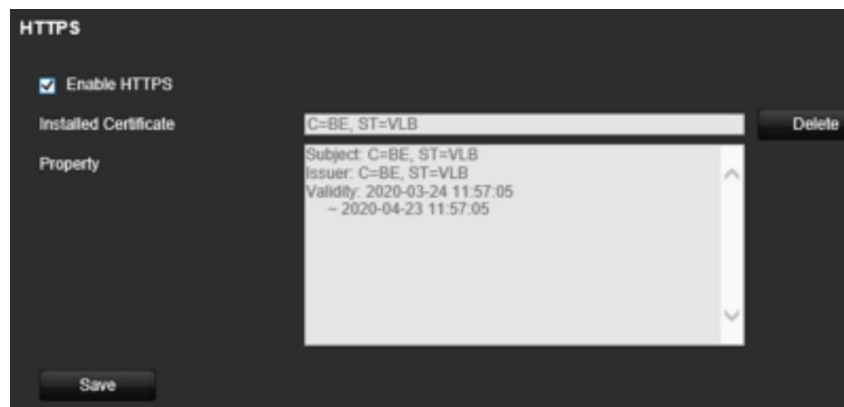 HTTPS
Enable HTTPS
Installed Certificate
C=BE, ST=VLB
Delete
Property
Subject: C=BE, ST=VLB
Issuer: C=BE, ST=VLB
Validity: 2020-03-24 11:57:05
~ 2020-04-23 11:57:05
Save